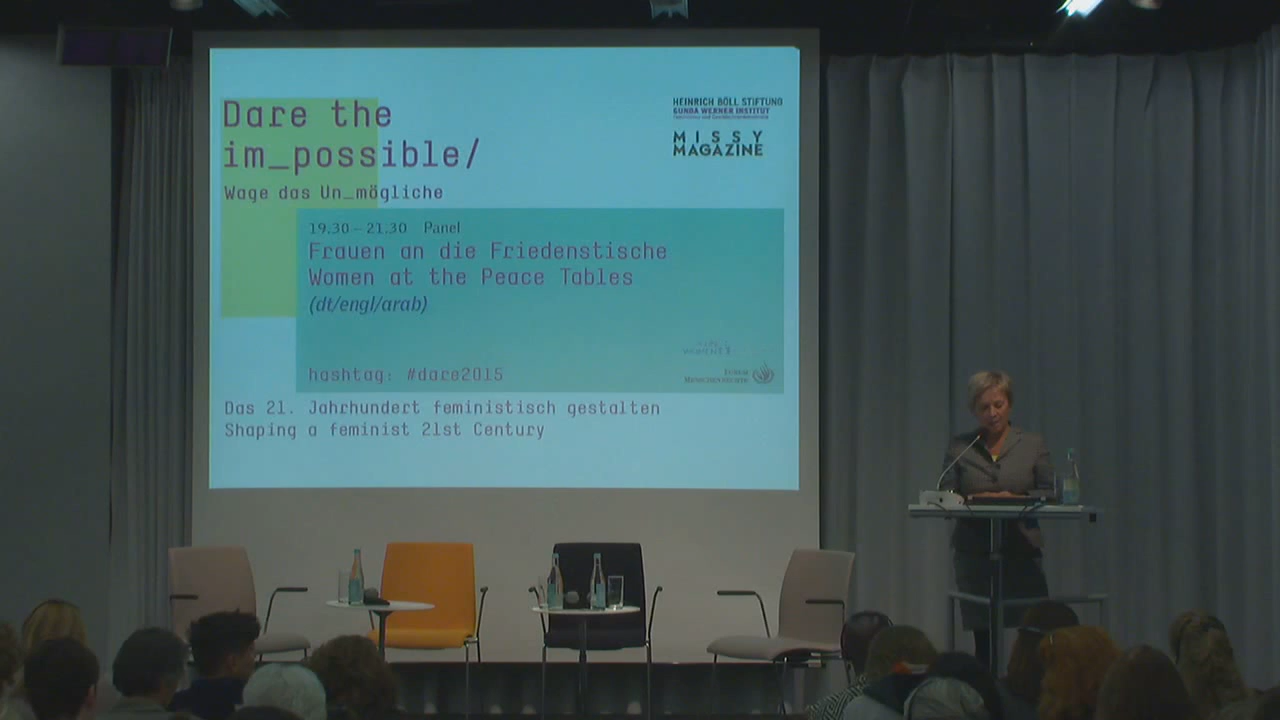 Dare the
im_possible/
Wage das Un_mögliche
HEINRICH BÖLL STIFTUNG
GUNDA WERNER INSTITUT
MISSY
MAGAZINE
19.30 – 21.30 Panel
Frauen an die Friedenstische
Women at the Peace Tables
(dt/engl/arab)
FORUM
MENSCHENRECHTE
hashtag: #dare2015
Das 21. Jahrhundert feministisch gestalten
Shaping a feminist 21st Century